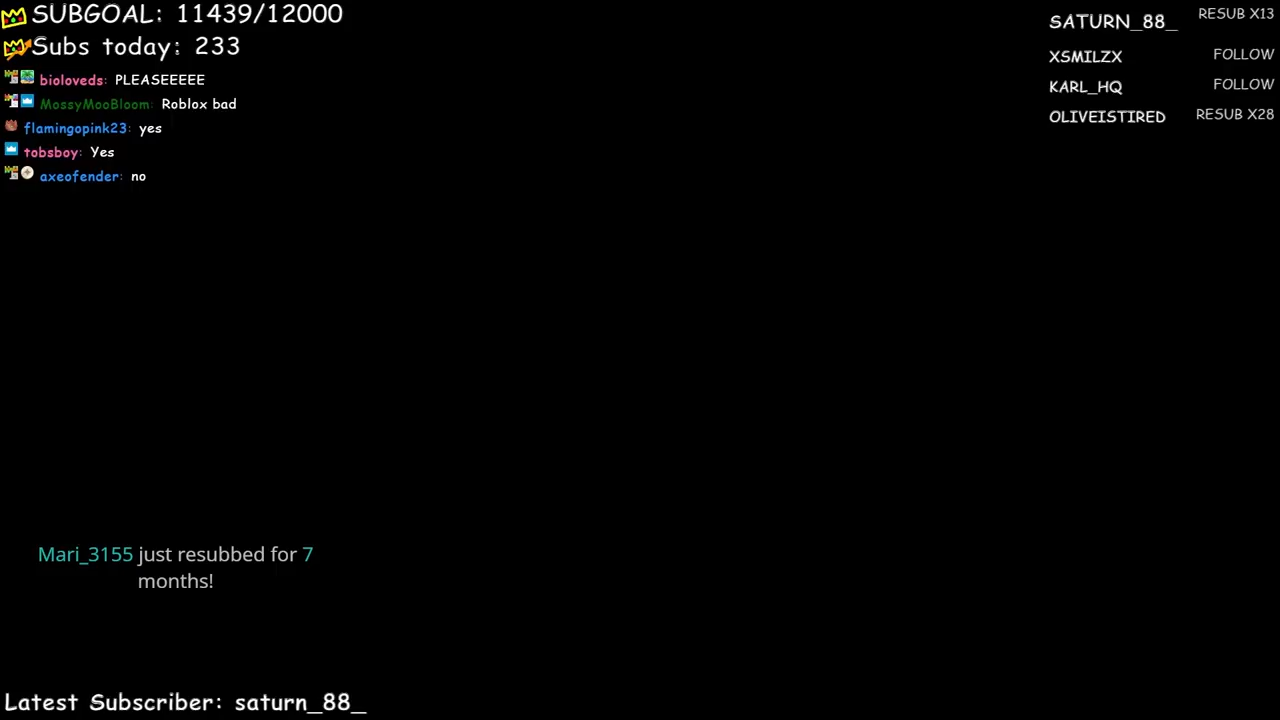 SUBGOAL: 11439/12000
Subs today: 233
bioloveds: PLEASEEEEE
MossyMooBloom: Roblox bad
flamingopink23: yes
tobsboy: Yes
axeofender: no
SATURN_88_ RESUB X13
XSMILZX FOLLOW
KARL_HQ FOLLOW
OLIVEISTIRED RESUB X28
Mari_3155 just resubbed for 7
months!
Latest Subscriber: saturn_88_